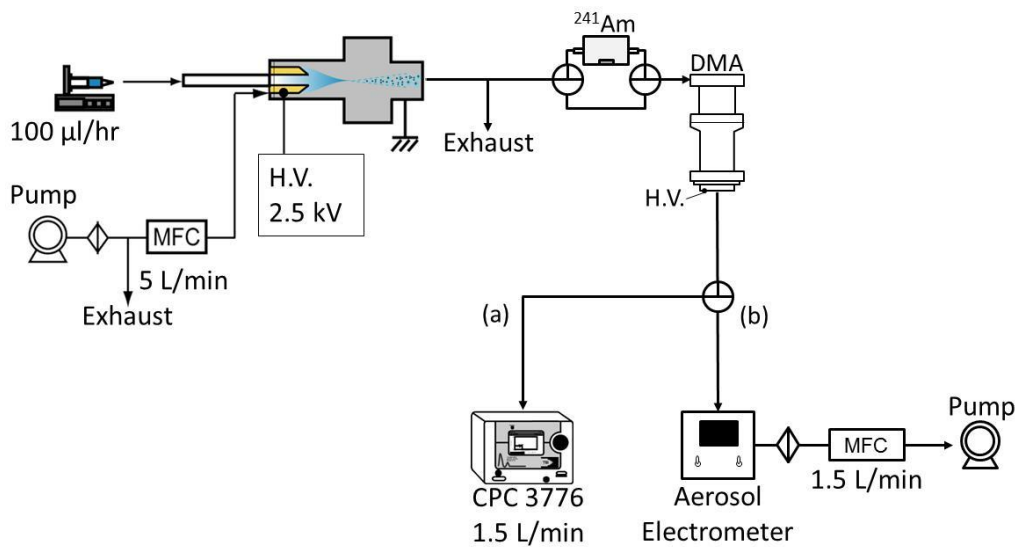 ²⁴¹Am
DMA
100 µl/hr
Exhaust
H.V.
2.5 kV
H.V.
Pump
MFC
5 L/min
Exhaust
(a)
(b)
Pump
MFC
1.5 L/min
CPC 3776
1.5 L/min
Aerosol
Electrometer